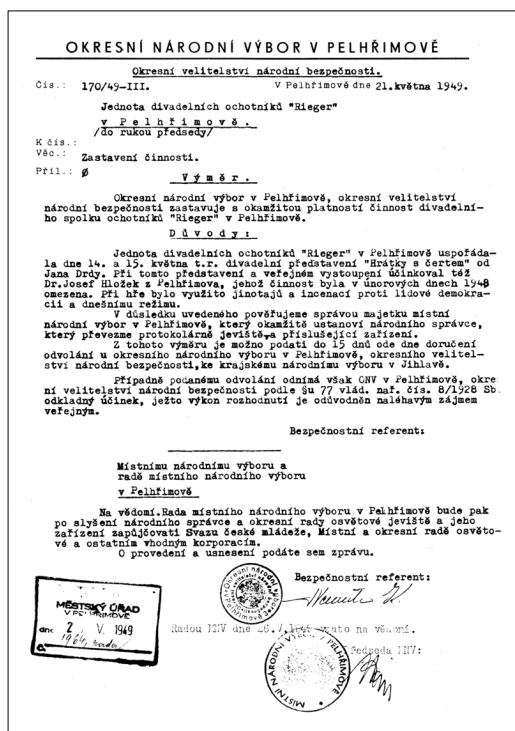 OKRESNÍ NÁRODNÍ VÝBOR V PELHŘIMOVĚ
Okresní velitelství národní bezpečnosti.
Čís.: 170/49-III. V Pelhřimově dne 21.května 1949.
Jednota divadelních ochotníků "Rieger"
v Pelhřimově.
/do rukou předsedy/
K čís.:
Věc.: Zastavení činnosti.
Příl.: Ø
Výměr.
Okresní národní výbor v Pelhřimově, okresní velitelství
národní bezpečnosti zastavuje s okamžitou platností činnost divadelní-
ho spolku ochotníků "Rieger" v Pelhřimově.
Důvody:
Jednota divadelních ochotníků "Rieger" v Pelhřimově uspořáda-
la dne 14. a 15. května t.r. divadelní představení "Hrátky s čertem" od
Jana Drdy. Při tomto představení a veřejném vystoupení účinkoval též
Dr.Josef Hložek z Pelhřimova, jehož činnost byla v únorových dnech 1948
omezena. Při hře bylo využito jinotajů a incenací proti lidové demokra-
cii a dnešnímu režimu.
V důsledku uvedeného pověřujeme správou majetku místní
národní výbor v Pelhřimově, který okamžitě ustanoví národního správce,
který převezme protokolárně jeviště a příslušející zařízení.
Z tohoto výměru je možno podati do 15 dnů ode dne doručení
odvolání u okresního národního výboru v Pelhřimově, okresního velitel-
ství národní bezpečnosti,ke krajskému národnímu výboru v Jihlavě.
Případně podanému odvolání odnímá však ONV v Pelhřimově, okre
ní velitelství národní bezpečnosti podle §u 77 vlád. nař. čís. 8/1928 Sb.
odkladný účinek, ježto výkon rozhodnutí je odůvodněn naléhavým zájmem
veřejným.
Bezpečnostní referent:
Místnímu národnímu výboru a
radě místního národního výboru
v Pelhřimově
Na vědomí.Rada místního národního výboru v Pelhřimově bude pak
po slyšení národního správce a okresní rady osvětové jeviště a jeho
zařízení zapůjčovati Svazu české mládeže, Místní a okresní radě osvěto-
vé a ostatním vhodným korporacím.
O provedení a usnesení podáte sem zprávu.
Bezpečnostní referent:
MĚSTSKÝ ÚŘAD
V PELHŘIMOVĚ
dne 2 V. 1949
Radou MNV dne 26. vzato na vědomí.
Předseda MNV:
MÍSTNÍ NÁRODNÍ VÝBOR V PELHŘIMOVĚ